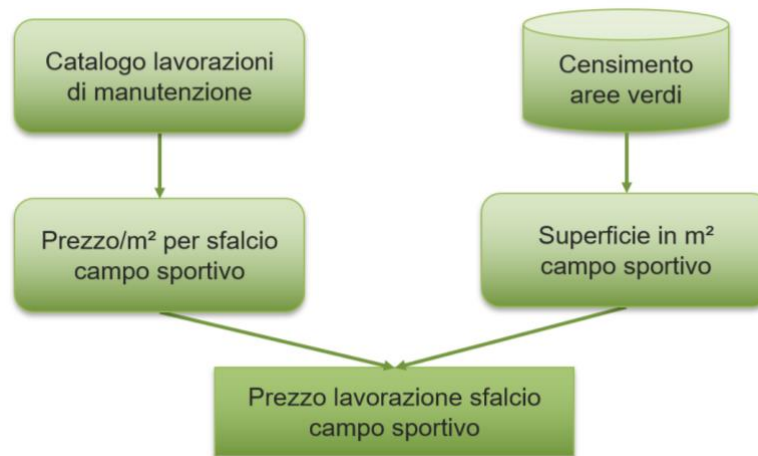 Catalogo lavorazioni
di manutenzione
Censimento
aree verdi
Prezzo/m² per sfalcio
campo sportivo
Superficie in m²
campo sportivo
Prezzo lavorazione sfalcio
campo sportivo